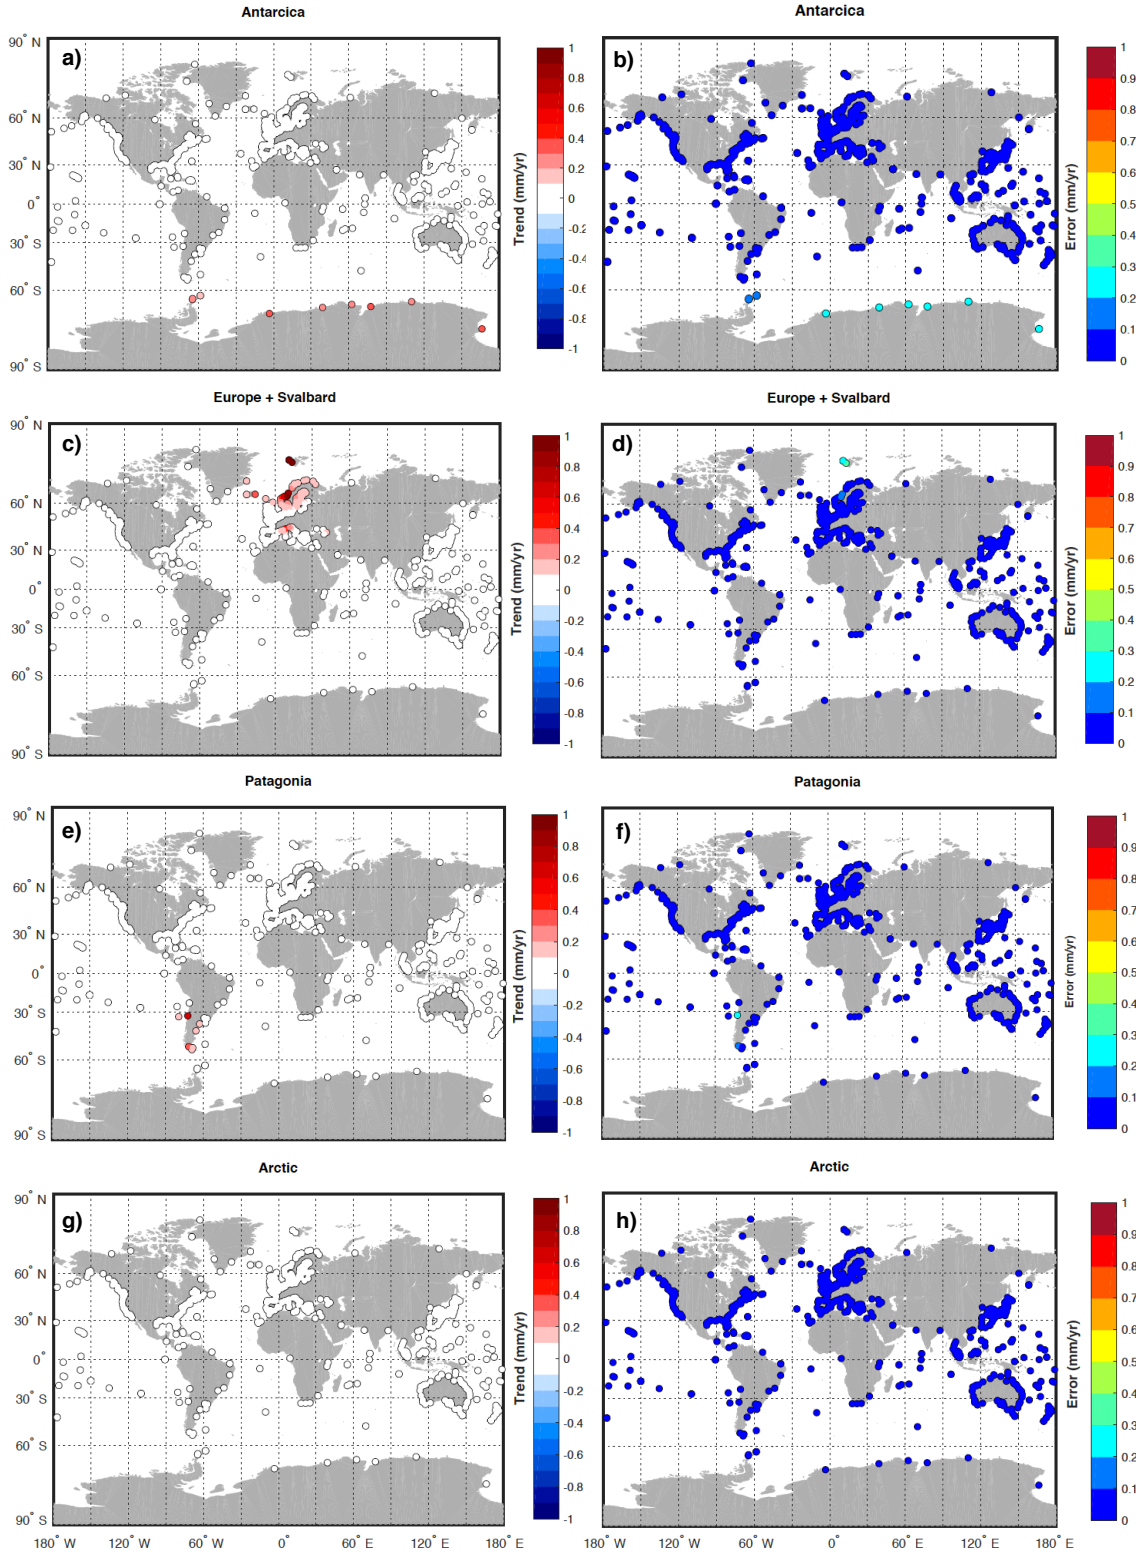 Antarcica
Antarcica
a)
b)
90° N
60° N
30° N
0°
30° S
60° S
90° S
1
0.8
0.6
0.4
0.2
0
-0.2
-0.4
-0.6
-0.8
-1
Trend (mm/yr)
1
0.9
0.8
0.7
0.6
0.5
0.4
0.3
0.2
0.1
0
Error (mm/yr)
Europe + Svalbard
Europe + Svalbard
c)
d)
90° N
60° N
30° N
0°
30° S
60° S
90° S
1
0.8
0.6
0.4
0.2
0
-0.2
-0.4
-0.6
-0.8
-1
Trend (mm/yr)
1
0.9
0.8
0.7
0.6
0.5
0.4
0.3
0.2
0.1
0
Error (mm/yr)
Patagonia
Patagonia
e)
f)
90° N
60° N
30° N
0°
30° S
60° S
90° S
1
0.8
0.6
0.4
0.2
0
-0.2
-0.4
-0.6
-0.8
-1
Trend (mm/yr)
1
0.9
0.8
0.7
0.6
0.5
0.4
0.3
0.2
0.1
0
Error (mm/yr)
Arctic
Arctic
g)
h)
90° N
60° N
30° N
0°
30° S
60° S
90° S
1
0.8
0.6
0.4
0.2
0
-0.2
-0.4
-0.6
-0.8
-1
Trend (mm/yr)
1
0.9
0.8
0.7
0.6
0.5
0.4
0.3
0.2
0.1
0
Error (mm/yr)
180° W 120° W 60° W 0° 60° E 120° E 180° E
180° W 120° W 60° W 0° 60° E 120° E 180° E